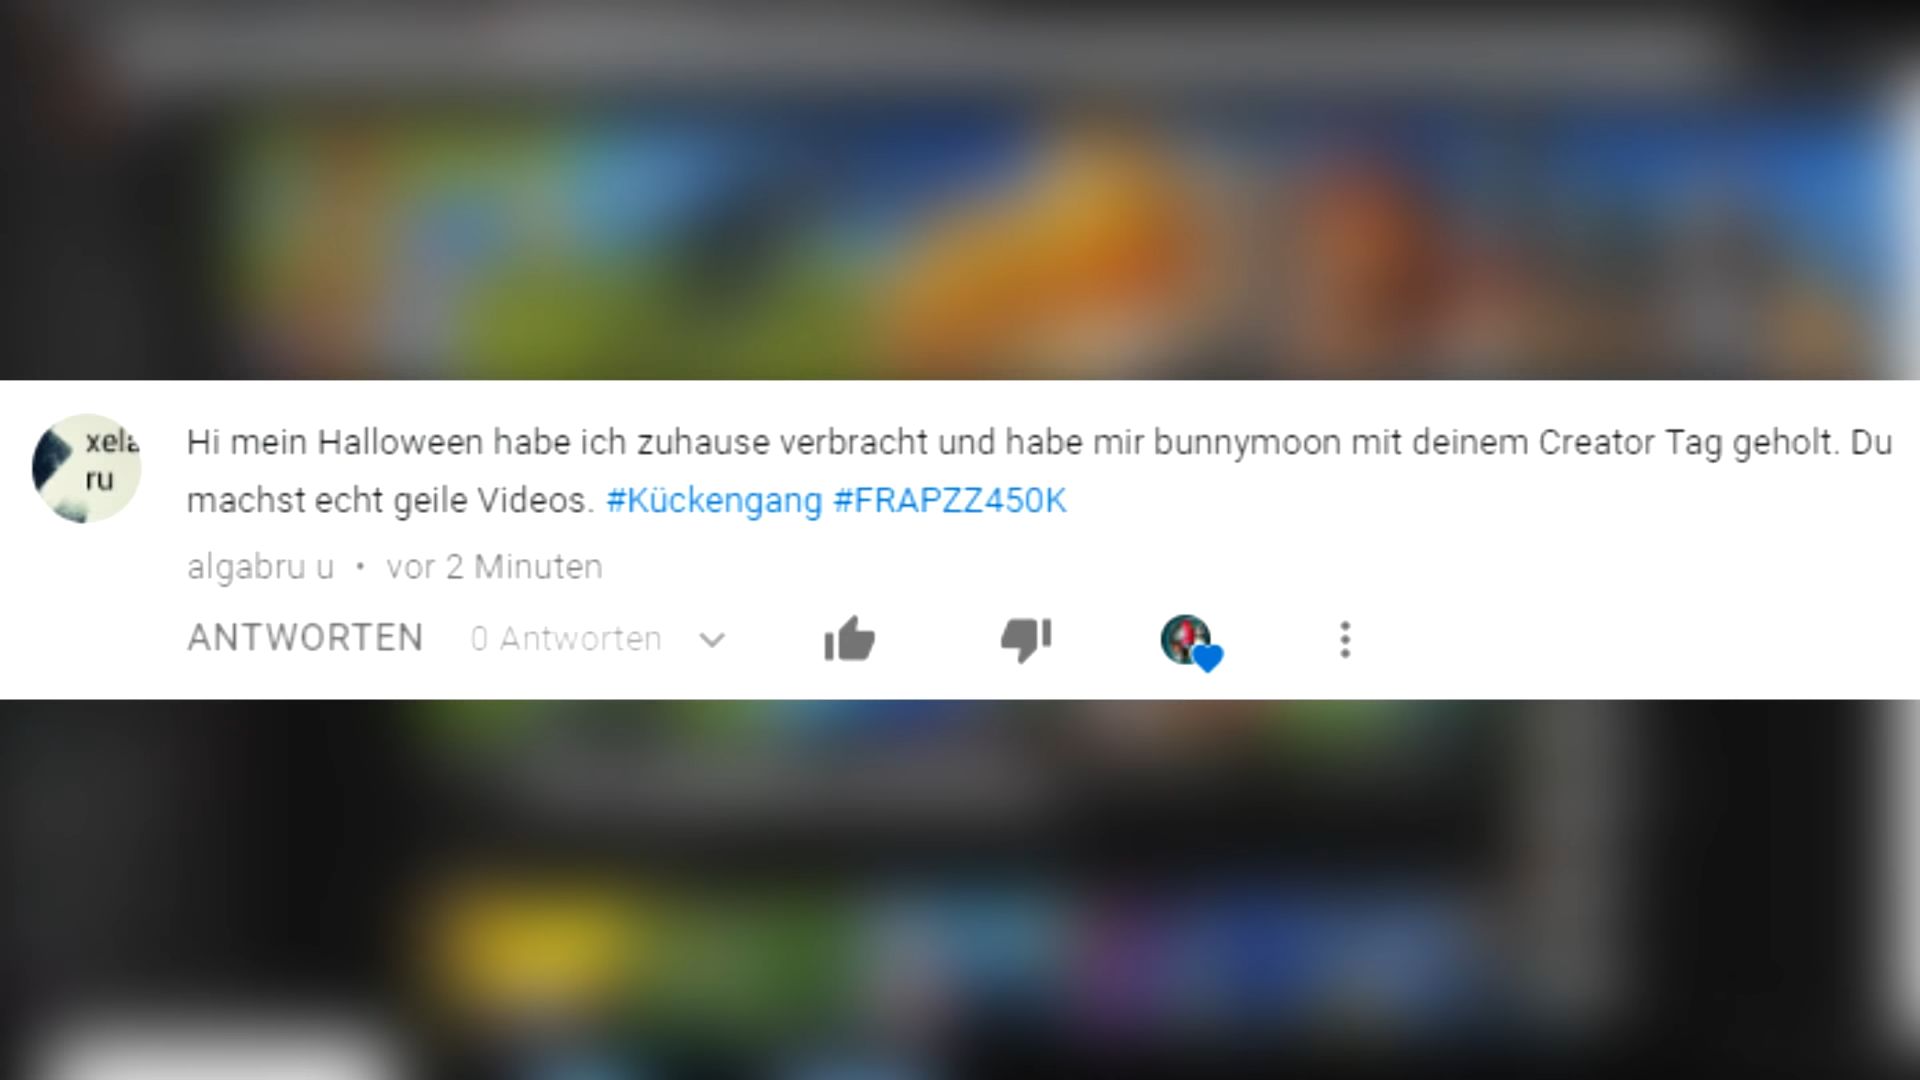 xela
ru
Hi mein Halloween habe ich zuhause verbracht und habe mir bunnymoon mit deinem Creator Tag geholt. Du
machst echt geile Videos. #Kückengang #FRAPZZ450K
algabru u • vor 2 Minuten
ANTWORTEN 0 Antworten